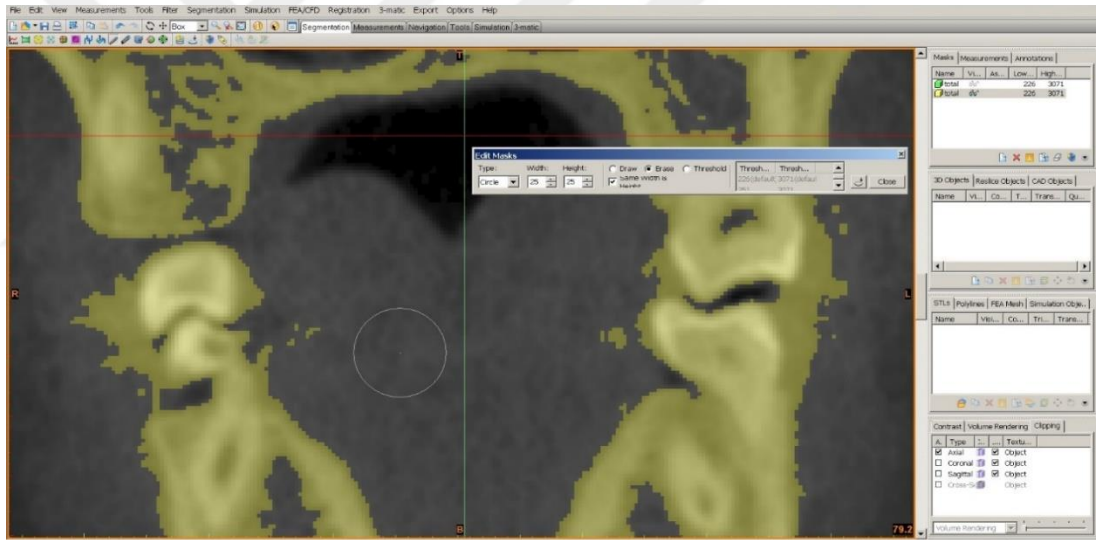 File Edit View Measurements Tools Filter Segmentation Simulation FEA/CFD Registration 3-matic Export Options Help
Box Segmentation Measurements Navigation Tools Simulation 3-matic
T
Masks Measurements Annotations
Name Vi... As... Low... High...
total 226 3071
total 226 3071
Edit Masks
Type: Width: Height: Draw Erase Threshold Thresh... Thresh...
Circle 25 25 Same Width & Close
3D Objects Reslice Objects CAD Objects
Name Vi... Co... T... Trans... Qu...
R
L
STLs Polylines FEA Mesh Simulation Obje...
Name Visi... Co... Tri... Trans...
Contrast Volume Rendering Clipping
A. Type Textu...
Axial Object
Coronal Object
Sagittal Object
Object
B
79.2
Volume Rendering